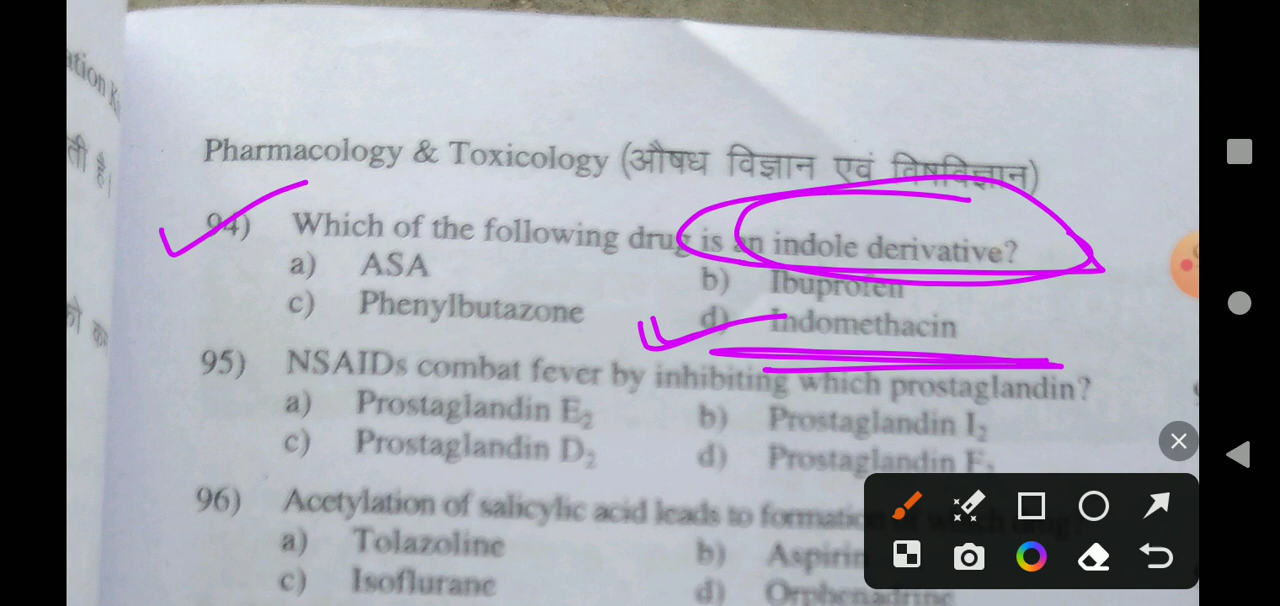 ation K
ती है।
को क
Pharmacology & Toxicology (औषध विज्ञान एवं विषविज्ञान)
94) Which of the following drug is an indole derivative?
a) ASA b) Ibuprofen
c) Phenylbutazone d) Indomethacin
95) NSAIDs combat fever by inhibiting which prostaglandin?
a) Prostaglandin E₂ b) Prostaglandin I₂
c) Prostaglandin D₂ d) Prostaglandin
96) Acetylation of salicylic acid leads to formation
a) Tolazoline b) Aspirin
c) Isoflurane d) Orphenadrine